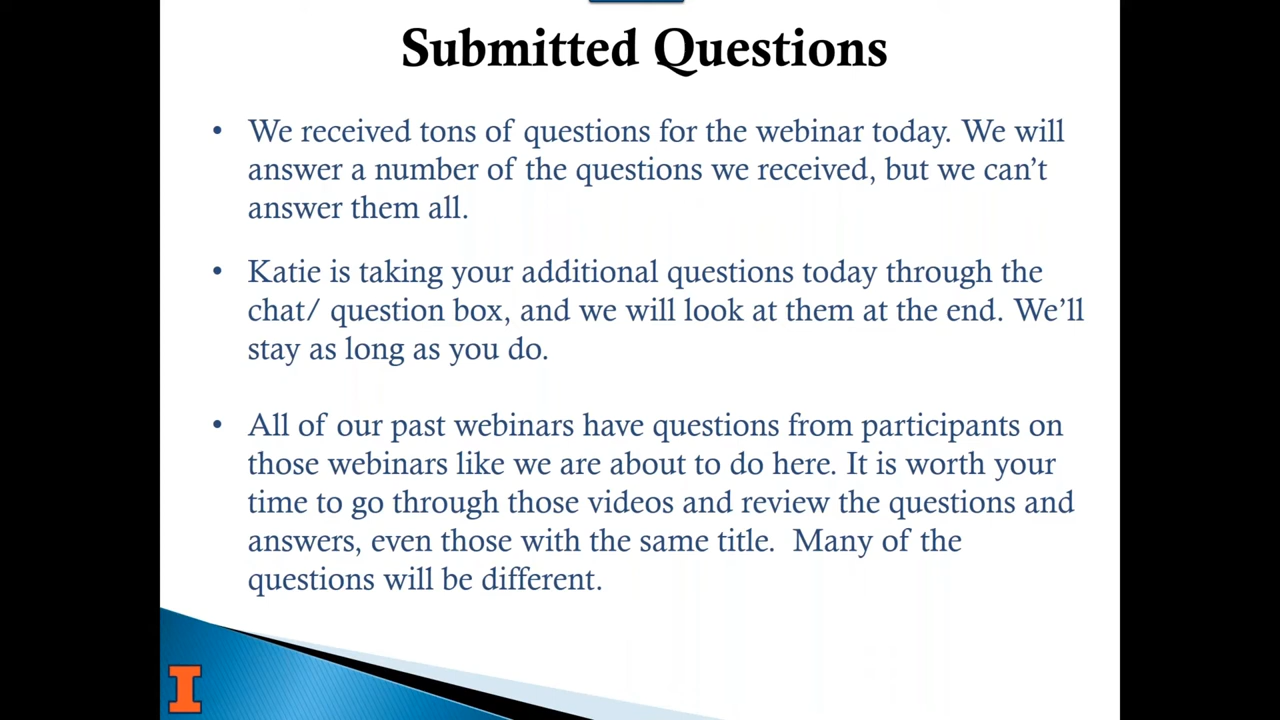 Submitted Questions
• We received tons of questions for the webinar today. We will
answer a number of the questions we received, but we can’t
answer them all.
• Katie is taking your additional questions today through the
chat/ question box, and we will look at them at the end. We’ll
stay as long as you do.
• All of our past webinars have questions from participants on
those webinars like we are about to do here. It is worth your
time to go through those videos and review the questions and
answers, even those with the same title.  Many of the
questions will be different.
I